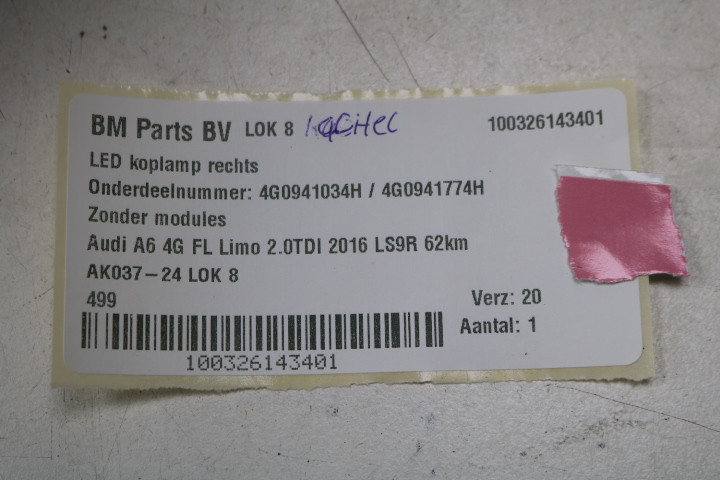 BM Parts BV LOK 8 100326143401
LED koplamp rechts
Onderdeelnummer: 4G0941034H / 4G0941774H
Zonder modules
Audi A6 4G FL Limo 2.0TDI 2016 LS9R 62km
AK037-24 LOK 8
499 Verz: 20
Aantal: 1
100326143401